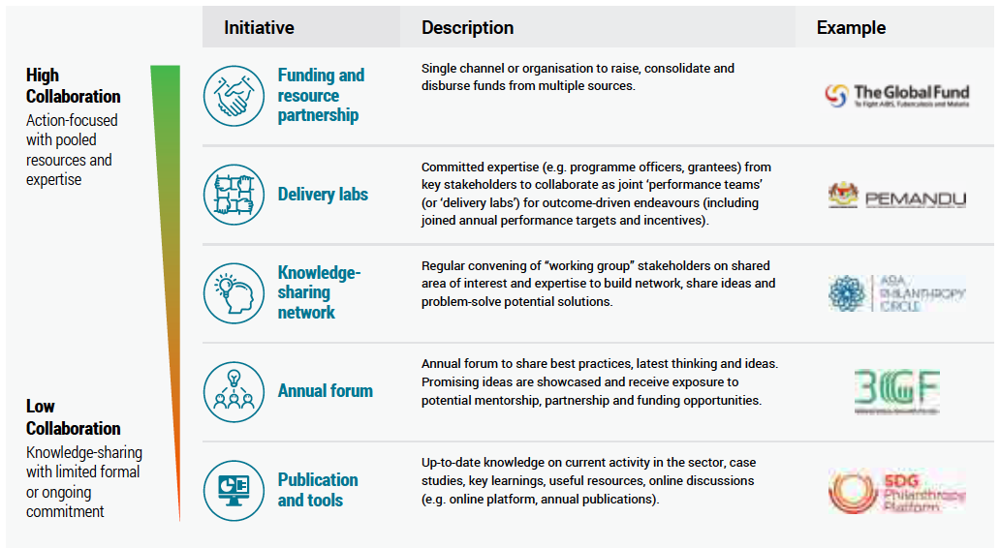 Initiative
Description
Example
High
Collaboration
Action-focused
with pooled
resources and
expertise
Funding and
resource
partnership
Single channel or organisation to raise, consolidate and
disburse funds from multiple sources.
The Global Fund
To Fight AIDS, Tuberculosis and Malaria
Delivery labs
Committed expertise (e.g. programme officers, grantees) from
key stakeholders to collaborate as joint ‘performance teams’
(or ‘delivery labs’) for outcome-driven endeavours (including
joined annual performance targets and incentives).
PEMANDU
Knowledge-
sharing
network
Regular convening of “working group” stakeholders on shared
area of interest and expertise to build network, share ideas and
problem-solve potential solutions.
ASIA
PHILANTHROPY
CIRCLE
Annual forum
Annual forum to share best practices, latest thinking and ideas.
Promising ideas are showcased and receive exposure to
potential mentorship, partnership and funding opportunities.
3GF
Low
Collaboration
Knowledge-sharing
with limited formal
or ongoing
commitment
Publication
and tools
Up-to-date knowledge on current activity in the sector, case
studies, key learnings, useful resources, online discussions
(e.g. online platform, annual publications).
SDG
Philanthropy
Platform